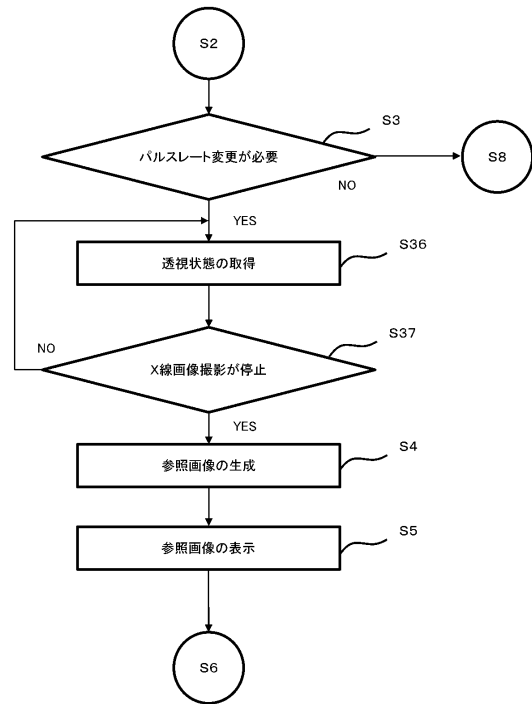 S2
S3
パルスレート変更が必要
S8
NO
YES
S36
透視状態の取得
S37
NO
X線画像撮影が停止
YES
S4
参照画像の生成
S5
参照画像の表示
S6